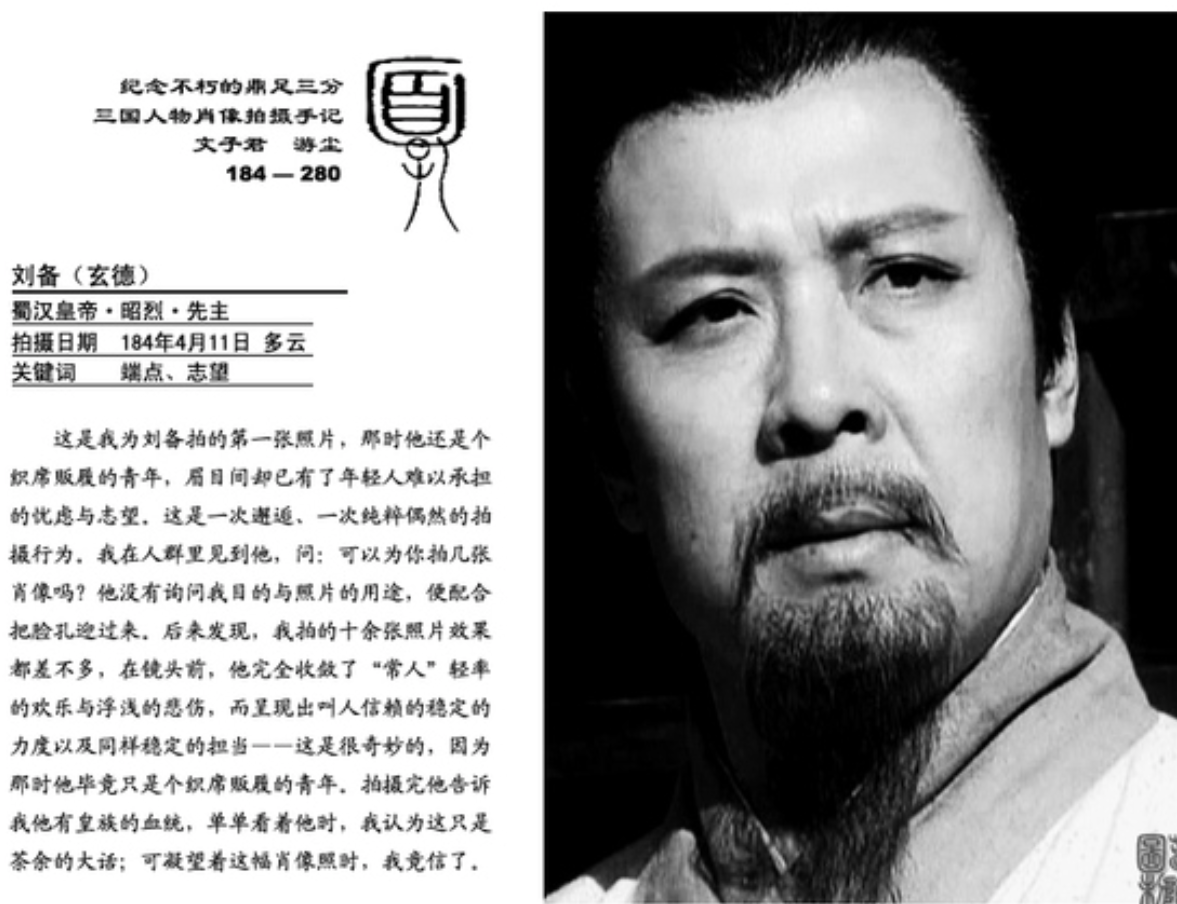 纪念不朽的鼎足三分
三国人物肖像拍摄手记
文子君 游尘
184 — 280
刘备（玄德）
蜀汉皇帝·昭烈·先主
拍摄日期 184年4月11日 多云
关键词 端点、志望
这是我为刘备拍的第一张照片，那时他还是个
织席贩履的青年，眉目间却已有了年轻人难以承担
的忧虑与志望。这是一次邂逅、一次纯粹偶然的拍
摄行为。我在人群里见到他，问：可以为你拍几张
肖像吗？他没有询问我目的与照片的用途，便配合
把脸孔迎过来。后来发现，我拍的十余张照片效果
都差不多，在镜头前，他完全收敛了“常人”轻率
的欢乐与浮浅的悲伤，而呈现出叫人信赖的稳定的
力度以及同样稳定的担当——这是很奇妙的，因为
那时他毕竟只是个织席贩履的青年。拍摄完他告诉
我他有皇族的血统，单单看着他时，我认为这只是
茶余的大话；可凝望着这幅肖像照时，我竟信了。